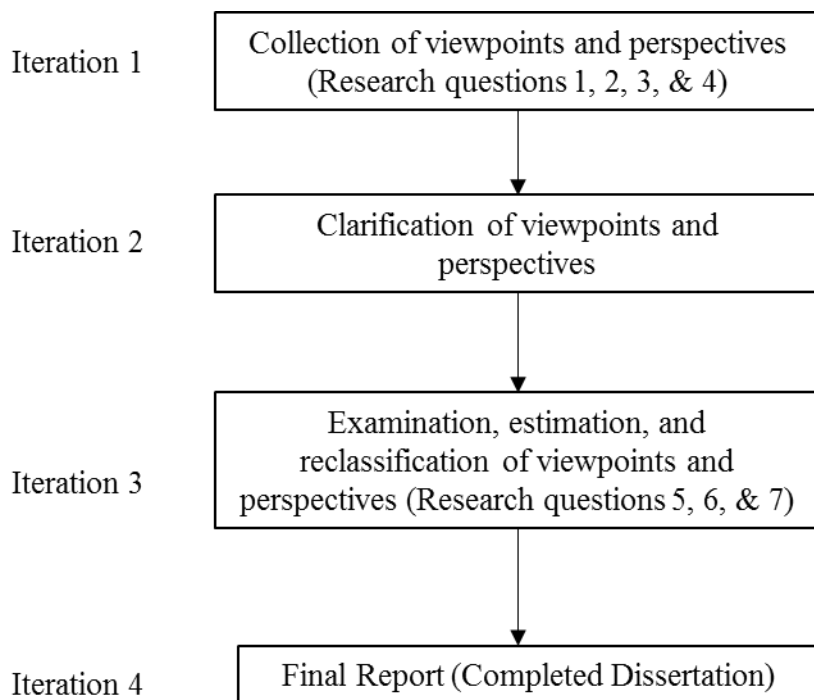 Iteration 1
Collection of viewpoints and perspectives
(Research questions 1, 2, 3, & 4)
Iteration 2
Clarification of viewpoints and
perspectives
Iteration 3
Examination, estimation, and
reclassification of viewpoints and
perspectives (Research questions 5, 6, & 7)
Iteration 4
Final Report (Completed Dissertation)